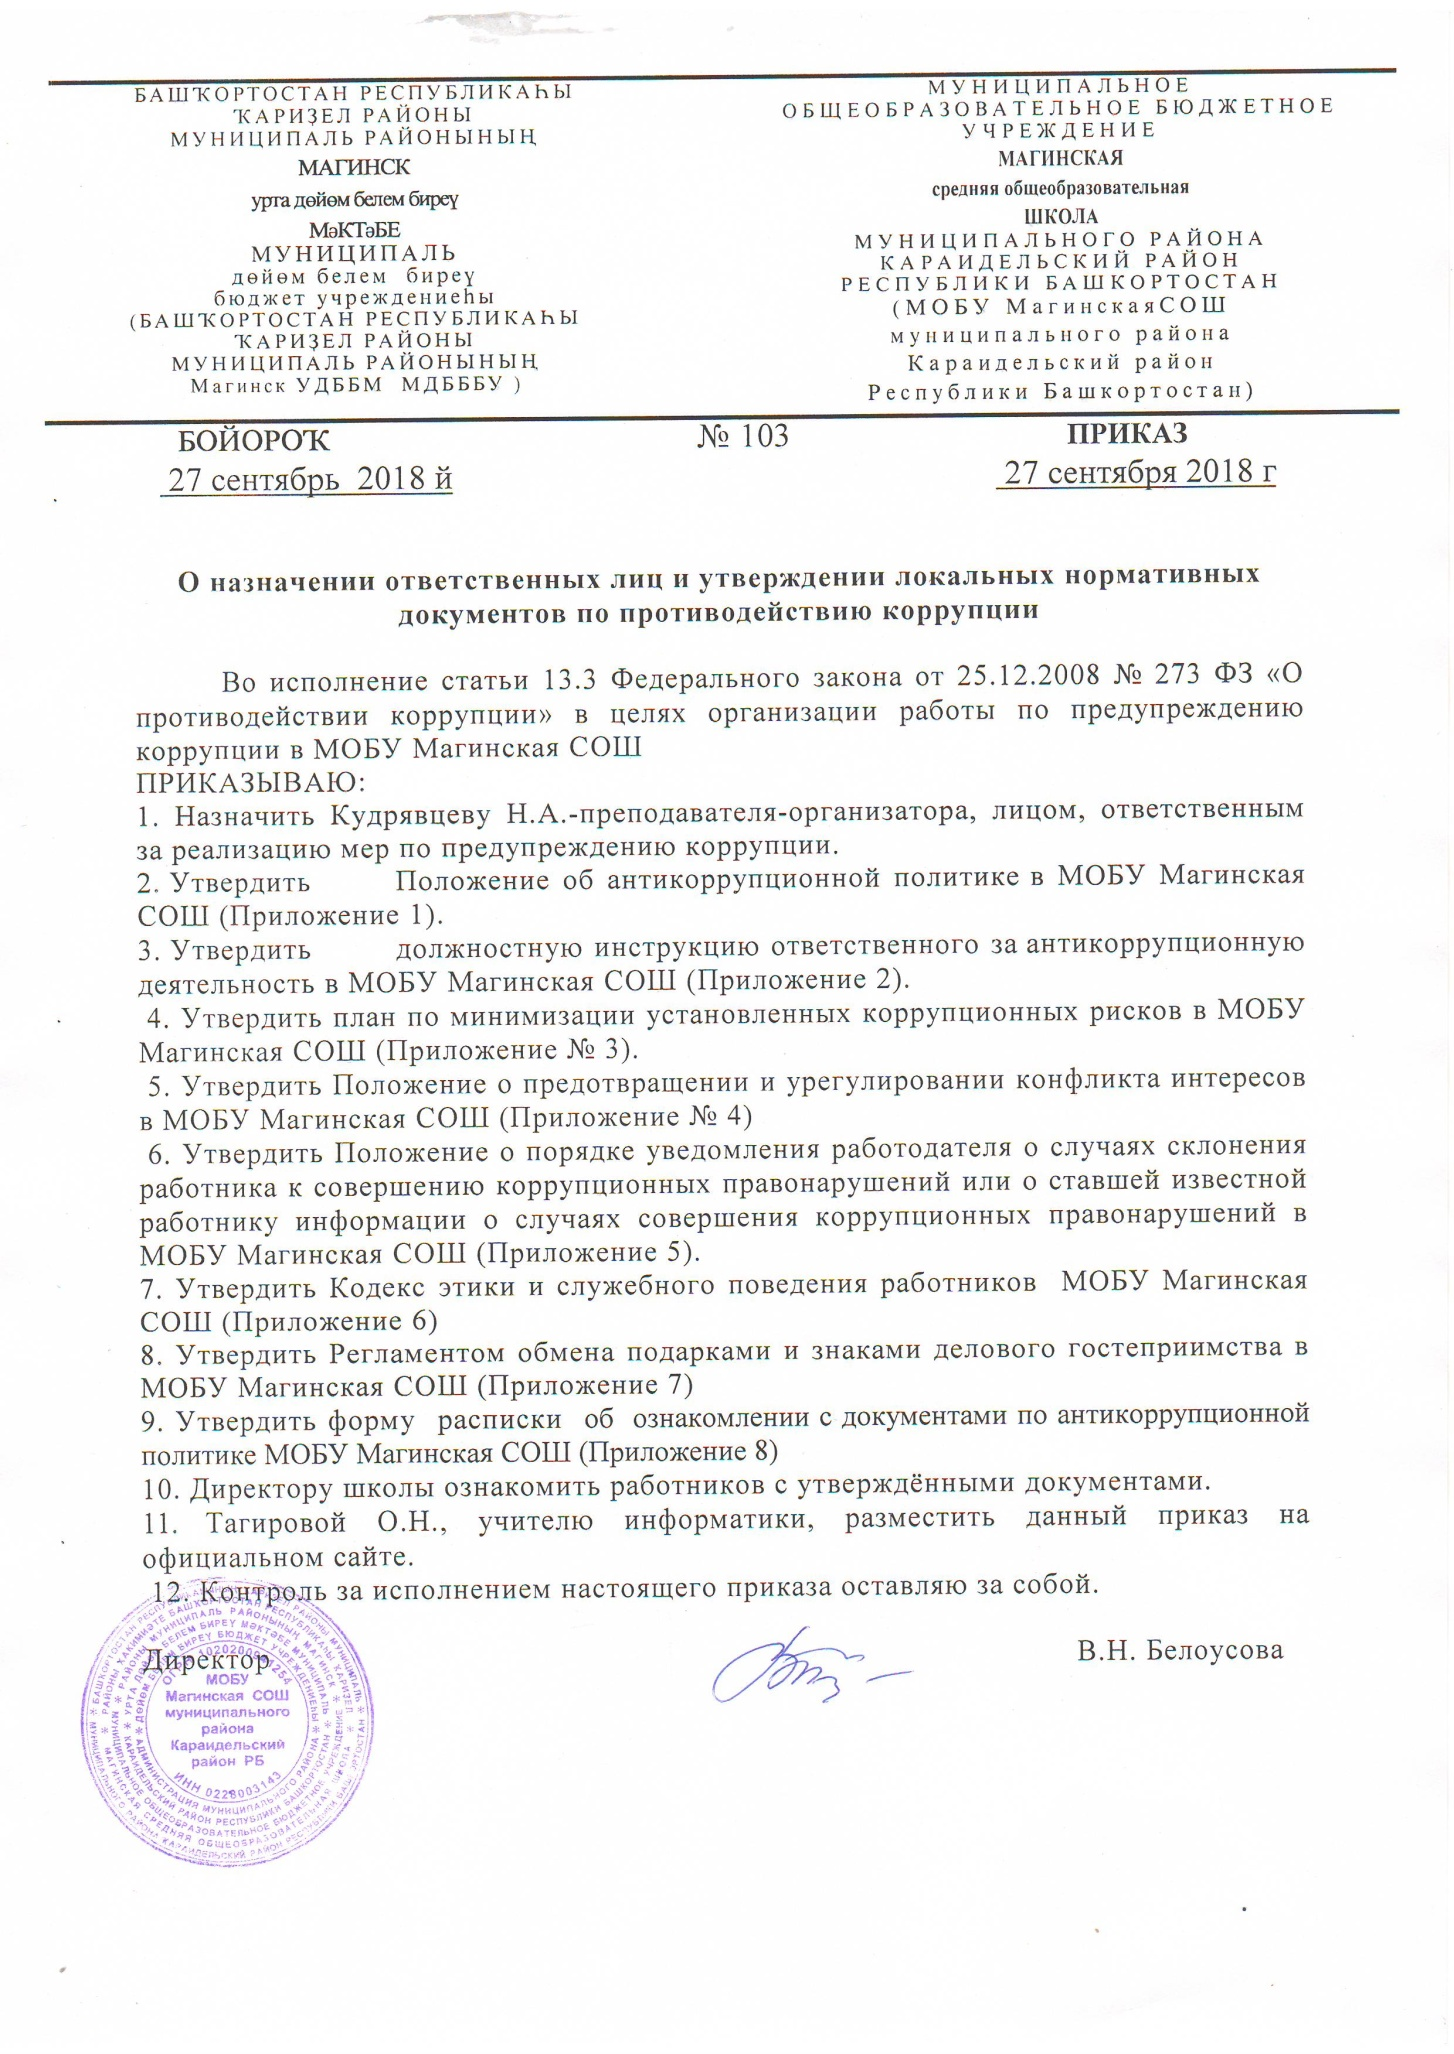 БАШҠОРТОСТАН РЕСПУБЛИКАҺЫ
ҠАРИҘЕЛ РАЙОНЫ
МУНИЦИПАЛЬ РАЙОНЫНЫҢ
МАГИНСК
урта дөйөм белем биреү
МәКТәБЕ
МУНИЦИПАЛЬ
дөйөм белем биреү
бюджет учреждениеһы
(БАШҠОРТОСТАН РЕСПУБЛИКАҺЫ
ҠАРИҘЕЛ РАЙОНЫ
МУНИЦИПАЛЬ РАЙОНЫНЫҢ
Магинск УДББМ МДБББУ )
МУНИЦИПАЛЬНОЕ
ОБЩЕОБРАЗОВАТЕЛЬНОЕ БЮДЖЕТНОЕ
УЧРЕЖДЕНИЕ
МАГИНСКАЯ
средняя общеобразовательная
ШКОЛА
МУНИЦИПАЛЬНОГО РАЙОНА
КАРАИДЕЛЬСКИЙ РАЙОН
РЕСПУБЛИКИ БАШКОРТОСТАН
(МОБУ МагинскаяСОШ
муниципального района
Караидельский район
Республики Башкортостан)
БОЙОРОҠ № 103 ПРИКАЗ
27 сентябрь 2018 й 27 сентября 2018 г
О назначении ответственных лиц и утверждении локальных нормативных
документов по противодействию коррупции
Во исполнение статьи 13.3 Федерального закона от 25.12.2008 № 273 ФЗ «О
противодействии коррупции» в целях организации работы по предупреждению
коррупции в МОБУ Магинская СОШ
ПРИКАЗЫВАЮ:
1. Назначить Кудрявцеву Н.А.-преподавателя-организатора, лицом, ответственным
за реализацию мер по предупреждению коррупции.
2. Утвердить Положение об антикоррупционной политике в МОБУ Магинская
СОШ (Приложение 1).
3. Утвердить должностную инструкцию ответственного за антикоррупционную
деятельность в МОБУ Магинская СОШ (Приложение 2).
4. Утвердить план по минимизации установленных коррупционных рисков в МОБУ
Магинская СОШ (Приложение № 3).
5. Утвердить Положение о предотвращении и урегулировании конфликта интересов
в МОБУ Магинская СОШ (Приложение № 4)
6. Утвердить Положение о порядке уведомления работодателя о случаях склонения
работника к совершению коррупционных правонарушений или о ставшей известной
работнику информации о случаях совершения коррупционных правонарушений в
МОБУ Магинская СОШ (Приложение 5).
7. Утвердить Кодекс этики и служебного поведения работников МОБУ Магинская
СОШ (Приложение 6)
8. Утвердить Регламентом обмена подарками и знаками делового гостеприимства в
МОБУ Магинская СОШ (Приложение 7)
9. Утвердить форму расписки об ознакомлении с документами по антикоррупционной
политике МОБУ Магинская СОШ (Приложение 8)
10. Директору школы ознакомить работников с утверждёнными документами.
11. Тагировой О.Н., учителю информатики, разместить данный приказ на
официальном сайте.
12. Контроль за исполнением настоящего приказа оставляю за собой.
Директор В.Н. Белоусова
МОБУ
Магинская СОШ
муниципального
района
Караидельский
район РБ
ИНН 0228003143